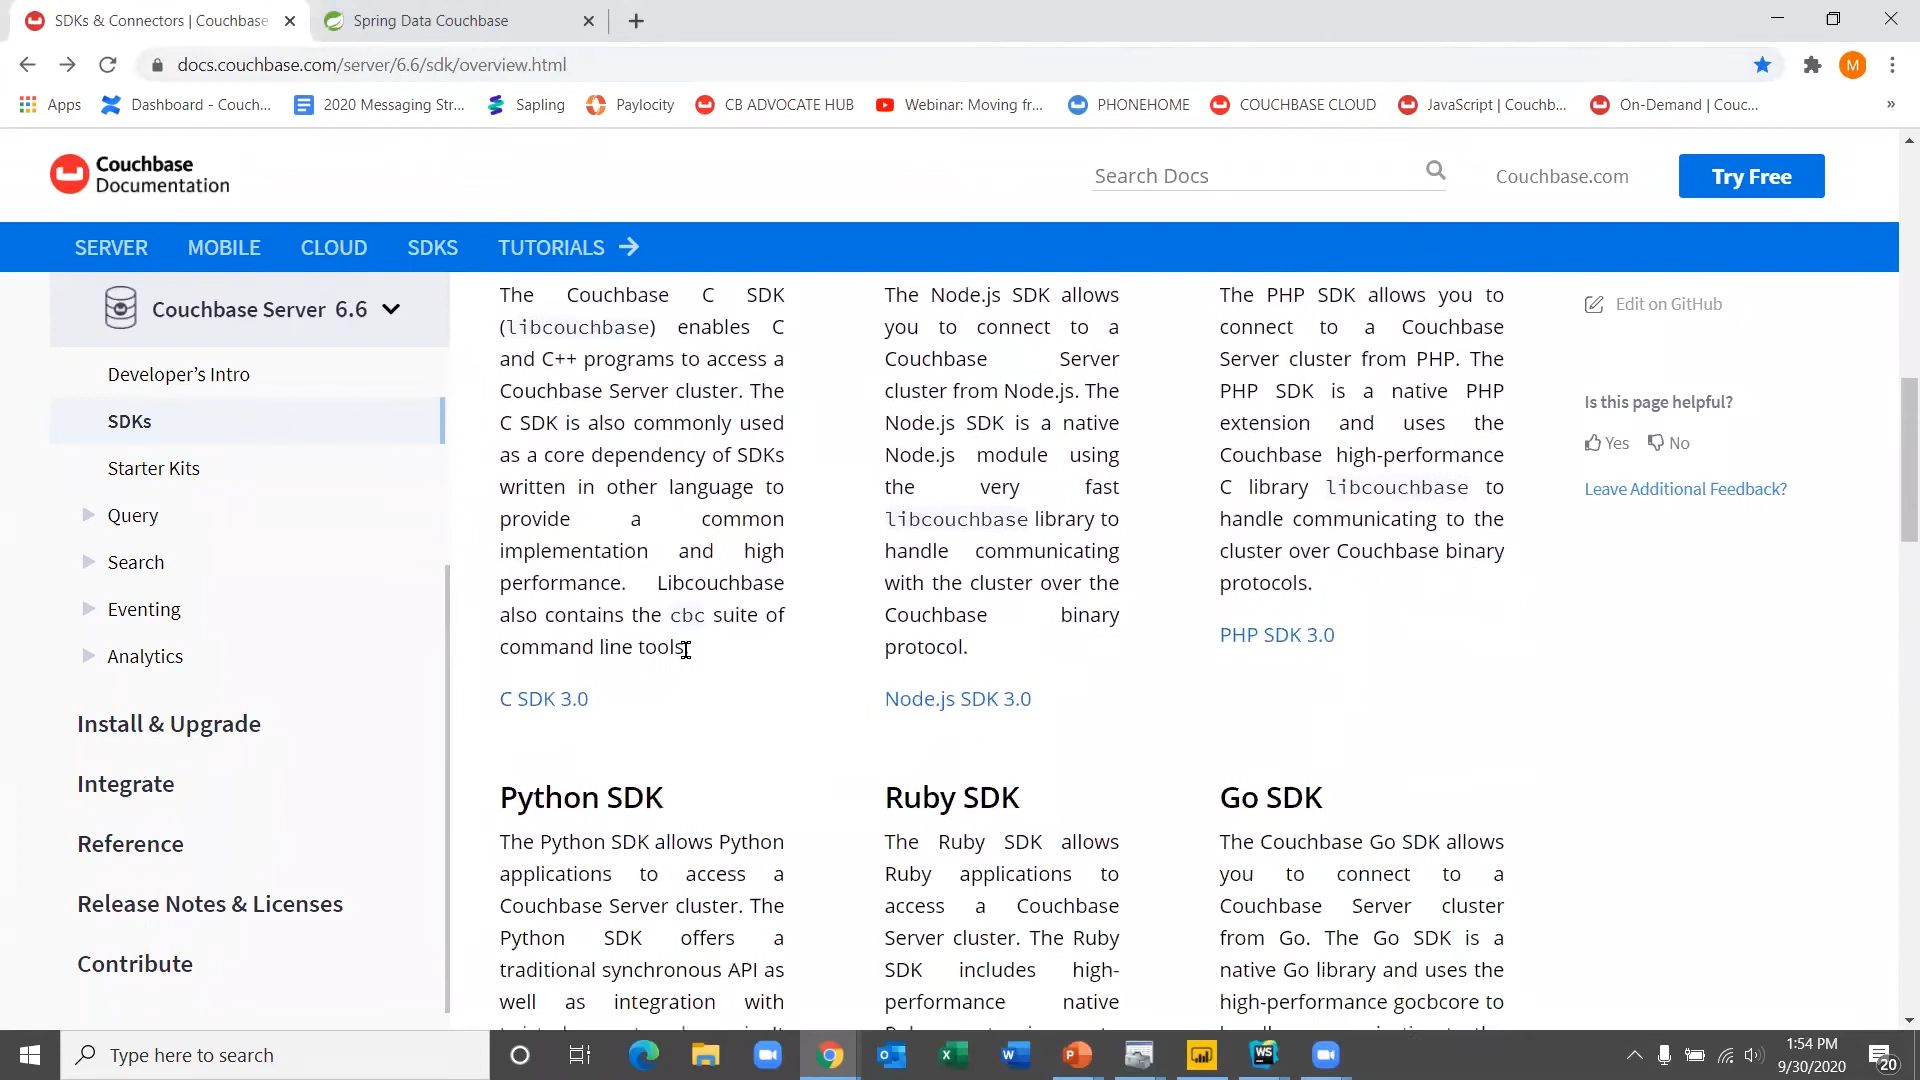 SDKs & Connectors | Couchbase
Spring Data Couchbase
docs.couchbase.com/server/6.6/sdk/overview.html
M
Apps
Dashboard - Couch...
2020 Messaging Str...
Sapling
Paylocity
CB ADVOCATE HUB
Webinar: Moving fr...
PHONEHOME
COUCHBASE CLOUD
JavaScript | Couchb...
On-Demand | Couc...
»
Couchbase
Documentation
Search Docs
Couchbase.com
Try Free
SERVER
MOBILE
CLOUD
SDKS
TUTORIALS
Couchbase Server 6.6
Developer's Intro
SDKs
Starter Kits
Query
Search
Eventing
Analytics
Install & Upgrade
Integrate
Reference
Release Notes & Licenses
Contribute
The Couchbase C SDK
(libcouchbase) enables C
and C++ programs to access a
Couchbase Server cluster. The
C SDK is also commonly used
as a core dependency of SDKs
written in other language to
provide a common
implementation and high
performance. Libcouchbase
also contains the cbc suite of
command line tools.
C SDK 3.0
The Node.js SDK allows
you to connect to a
Couchbase Server
cluster from Node.js. The
Node.js SDK is a native
Node.js module using
the very fast
libcouchbase library to
handle communicating
with the cluster over the
Couchbase binary
protocol.
Node.js SDK 3.0
The PHP SDK allows you to
connect to a Couchbase
Server cluster from PHP. The
PHP SDK is a native PHP
extension and uses the
Couchbase high-performance
C library libcouchbase to
handle communicating to the
cluster over Couchbase binary
protocols.
PHP SDK 3.0
Edit on GitHub
Is this page helpful?
Yes No
Leave Additional Feedback?
Python SDK
The Python SDK allows Python
applications to access a
Couchbase Server cluster. The
Python SDK offers a
traditional synchronous API as
well as integration with
Ruby SDK
The Ruby SDK allows
Ruby applications to
access a Couchbase
Server cluster. The Ruby
SDK includes high-
performance native
Go SDK
The Couchbase Go SDK allows
you to connect to a
Couchbase Server cluster
from Go. The Go SDK is a
native Go library and uses the
high-performance gocbcore to
Type here to search
WS
1:54 PM
9/30/2020
20